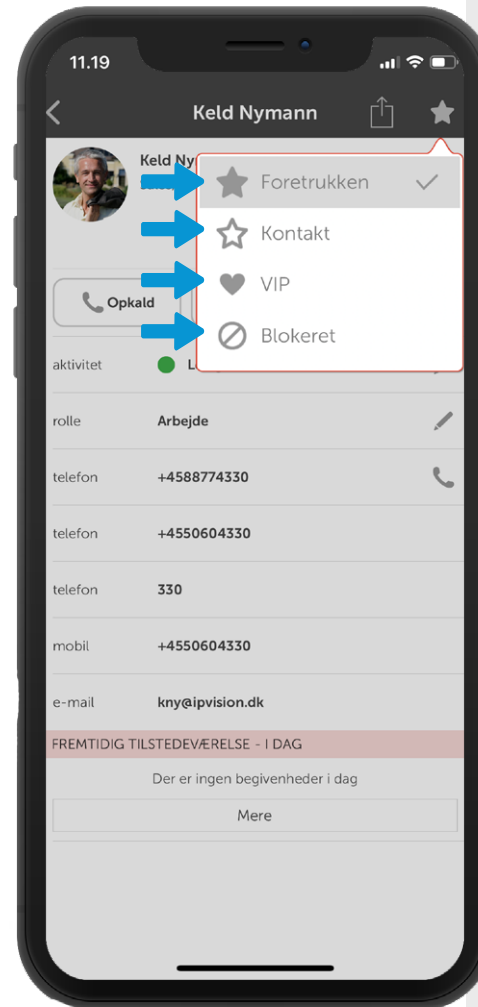 11.19
Keld Nymann
Keld Ny
Foretrukken
Kontakt
VIP
Blokeret
Opkald
aktivitet
rolle Arbejde
telefon +4588774330
telefon +4550604330
telefon 330
mobil +4550604330
e-mail kny@ipvision.dk
FREMTIDIG TILSTEDEVÆRELSE - I DAG
Der er ingen begivenheder i dag
Mere